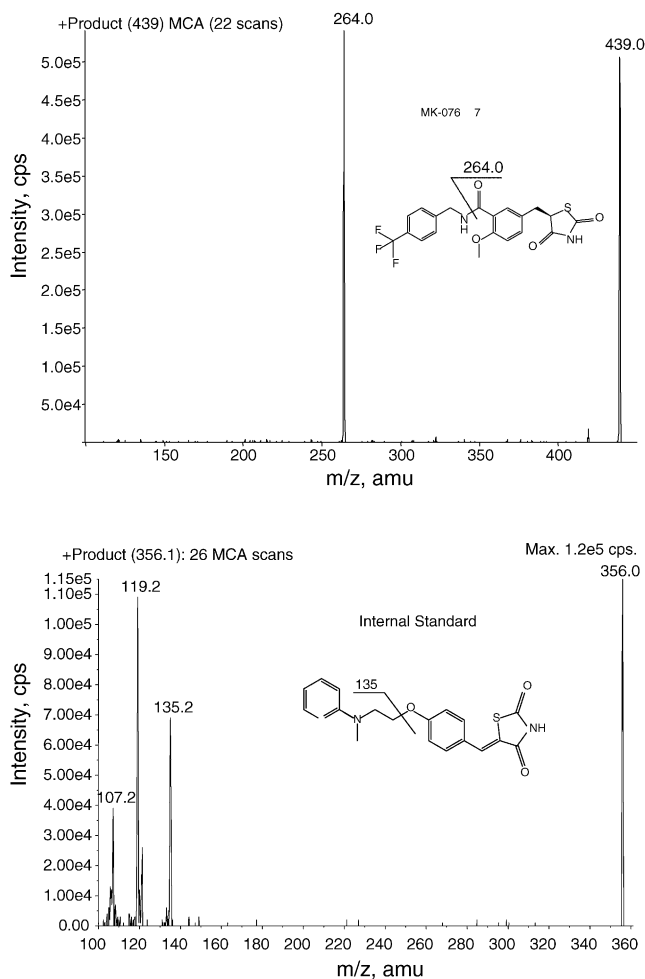 +Product (439) MCA (22 scans)
264.0
439.0
5.0e5
4.5e5
4.0e5
3.5e5
3.0e5
2.5e5
2.0e5
1.5e5
1.0e5
5.0e4
Intensity, cps
MK-076 7
264.0
O
S
O
N
H
O
O
NH
F
F
F
150 200 250 300 350 400
m/z, amu
+Product (356.1): 26 MCA scans
Max. 1.2e5 cps.
356.0
1.15e5
1.10e5
1.00e5
9.00e4
8.00e4
7.00e4
6.00e4
5.00e4
4.00e4
3.00e4
2.00e4
1.00e4
0.00
Intensity, cps
119.2
135.2
107.2
Internal Standard
135
O
N
O
S
NH
O
100 120 140 160 180 200 220 240 260 280 300 320 340 360
m/z, amu